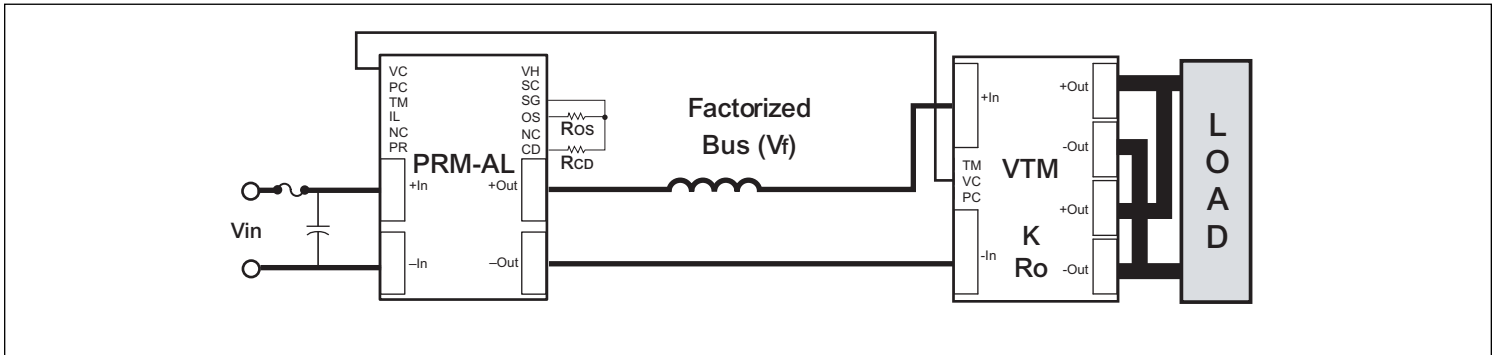 Vin
VC
PC
TM
IL
NC
PR
VH
SC
SG
OS
NC
CD
PRM-AL
+In
–In
+Out
–Out
ROS
RCD
Factorized
Bus (Vf)
+In
TM
VC
PC
-In
VTM
K
Ro
+Out
-Out
+Out
-Out
L
O
A
D